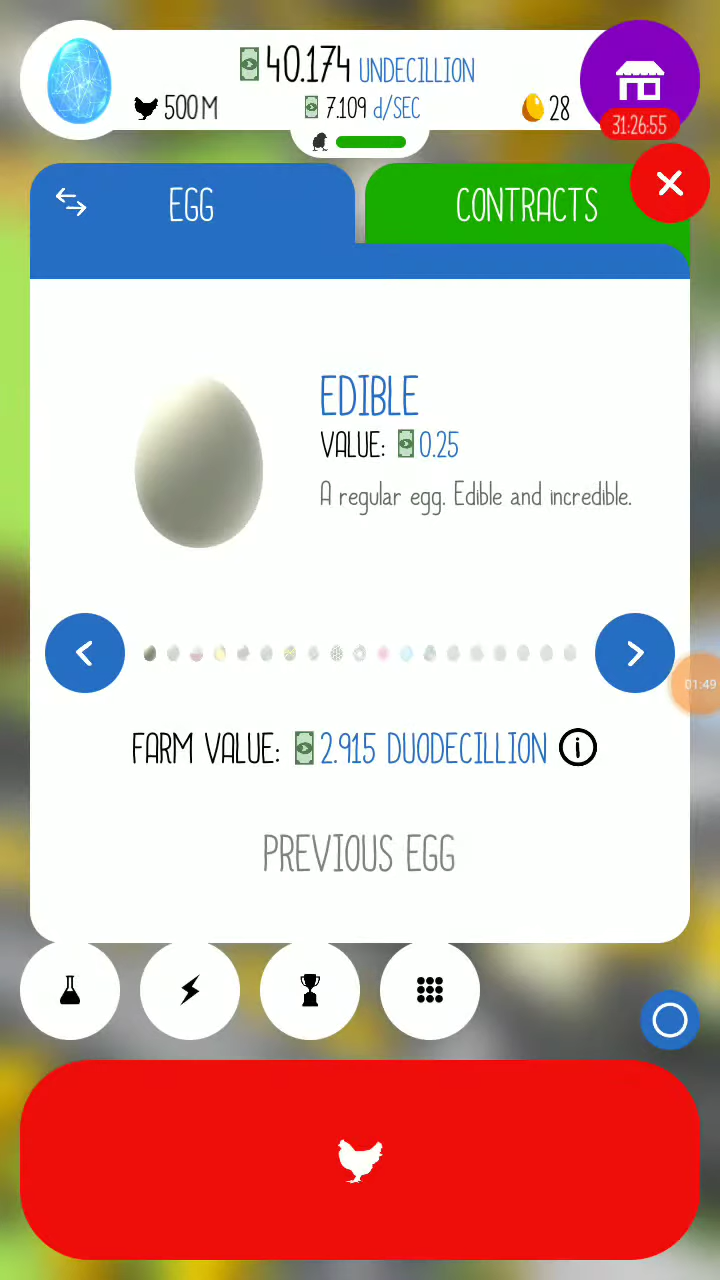 40.174 UNDECILLION
500M
7.109 d/SEC
28
31:26:55
EGG
CONTRACTS
EDIBLE
VALUE: 0.25
A regular egg. Edible and incredible.
01:49
FARM VALUE: 2.915 DUODECILLION
PREVIOUS EGG